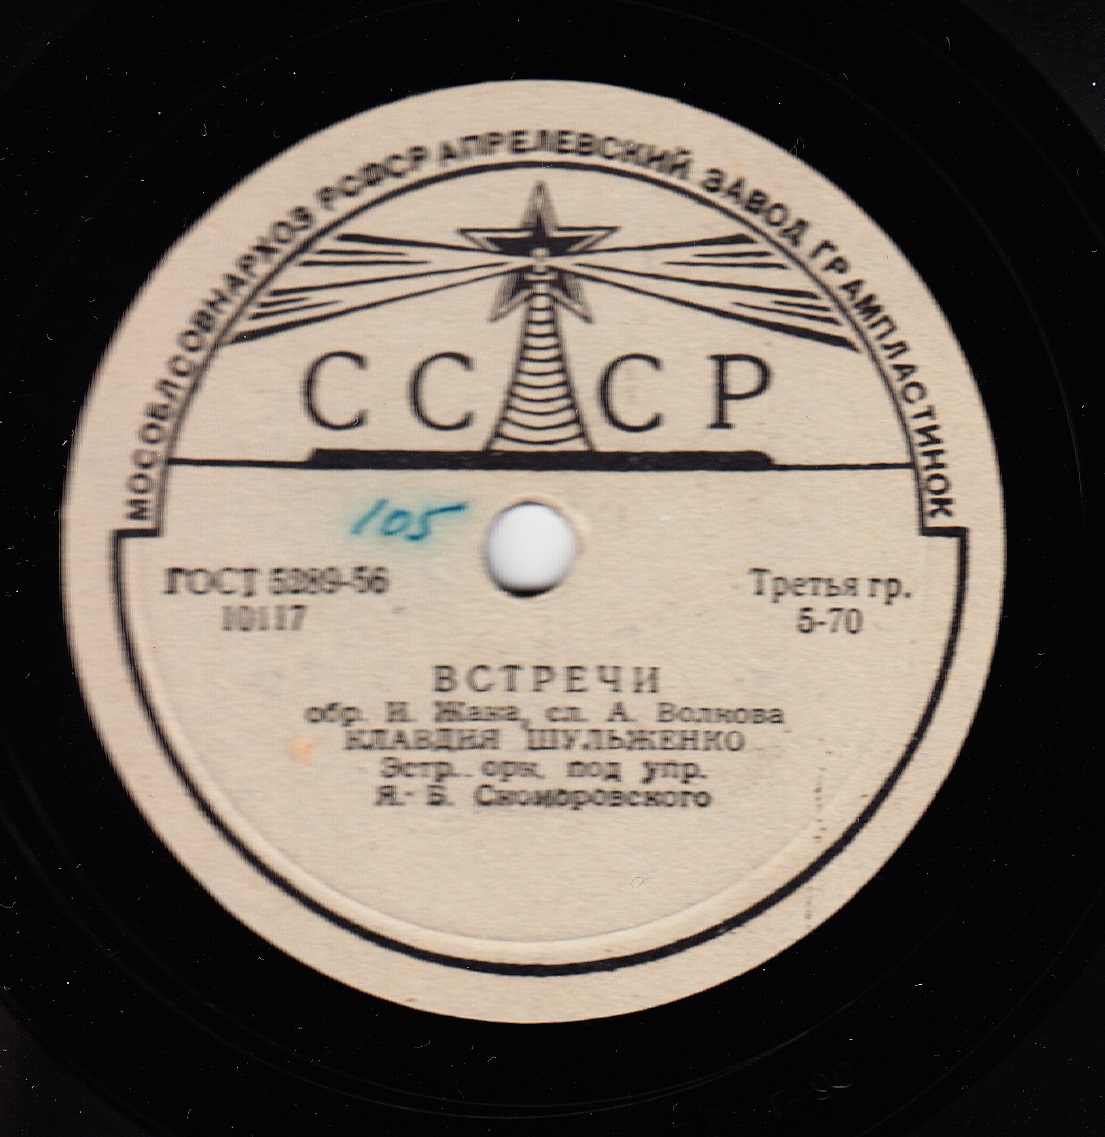 МОСОБЛСОВНАРХОЗ РСФСР АПРЕЛЕВСКИЙ ЗАВОД ГРАМПЛАСТИНОК
СССР
105
ГОСТ 5289-56
10117
Третья гр.
5-70
ВСТРЕЧИ
обр. И. Жака, сл. А. Волкова
КЛАВДИЯ ШУЛЬЖЕНКО
Эстр. орк. под упр.
Я. Б. Скоморовского